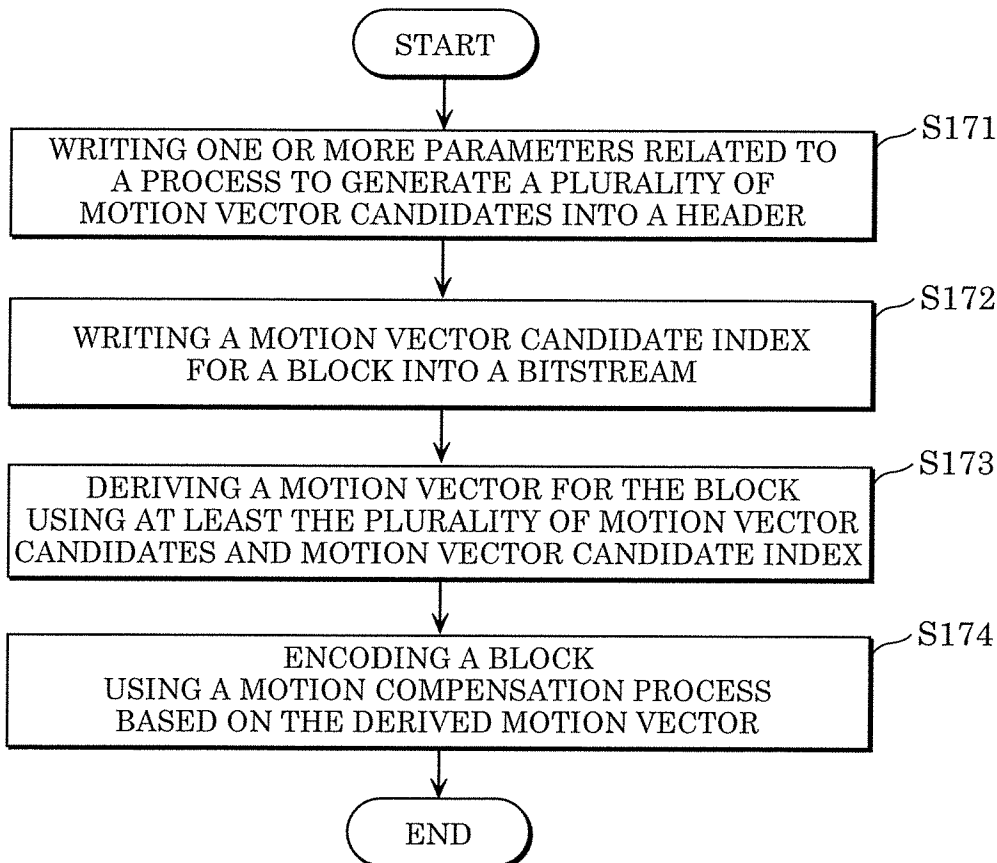 START
S171
WRITING ONE OR MORE PARAMETERS RELATED TO
A PROCESS TO GENERATE A PLURALITY OF
MOTION VECTOR CANDIDATES INTO A HEADER
S172
WRITING A MOTION VECTOR CANDIDATE INDEX
FOR A BLOCK INTO A BITSTREAM
S173
DERIVING A MOTION VECTOR FOR THE BLOCK
USING AT LEAST THE PLURALITY OF MOTION VECTOR
CANDIDATES AND MOTION VECTOR CANDIDATE INDEX
S174
ENCODING A BLOCK
USING A MOTION COMPENSATION PROCESS
BASED ON THE DERIVED MOTION VECTOR
END